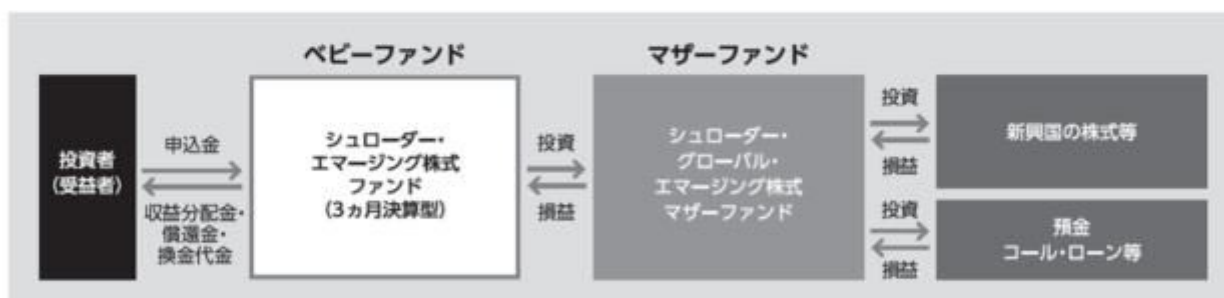 ベビーファンド
マザーファンド
投資者
(受益者)
申込金
収益分配金・
償還金・
換金代金
シュローダー・
エマージング株式
ファンド
(3ヵ月決算型)
投資
損益
シュローダー・
グローバル・
エマージング株式
マザーファンド
投資
損益
新興国の株式等
投資
損益
預金
コール・ローン等